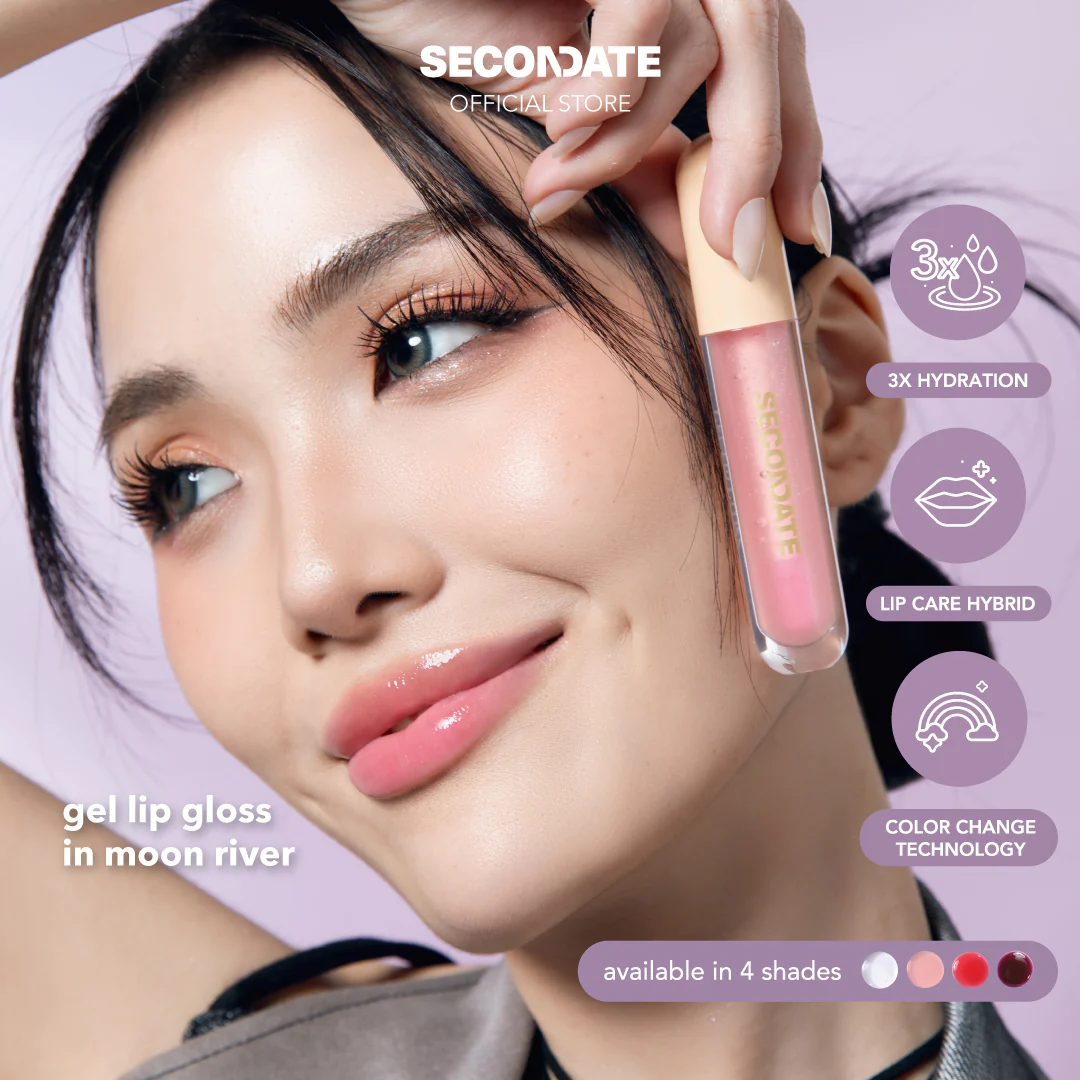 SECONDATE
OFFICIAL STORE
SECONDATE
3x
3X HYDRATION
LIP CARE HYBRID
COLOR CHANGE
TECHNOLOGY
gel lip gloss
in moon river
available in 4 shades